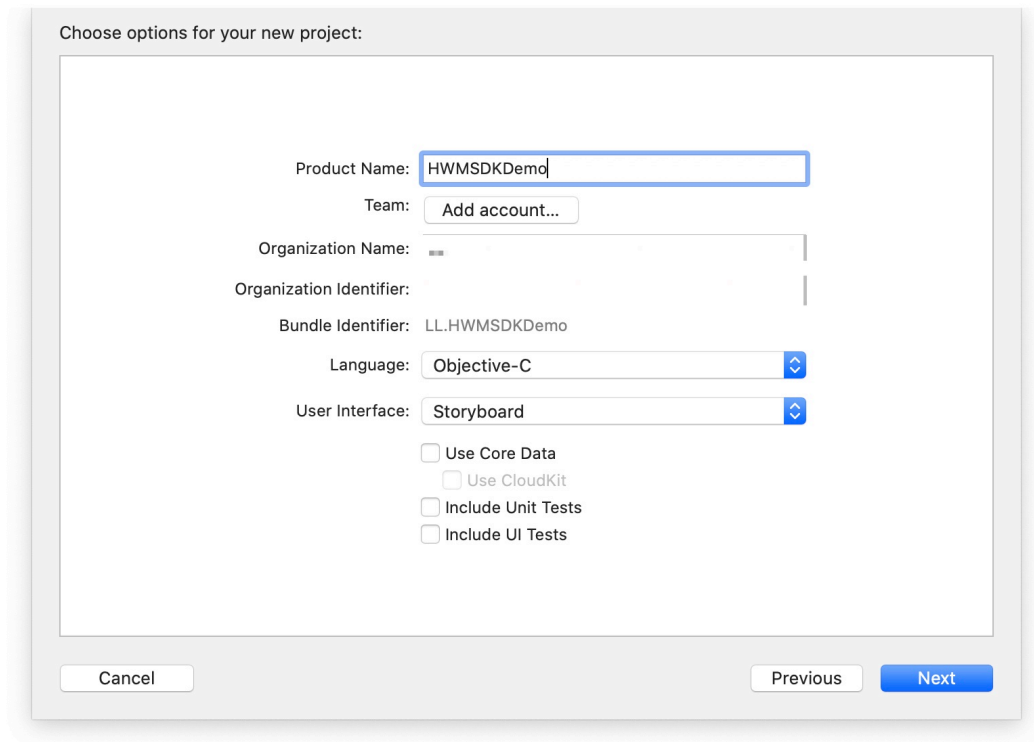 Choose options for your new project:
Product Name: HWMSDKDemo
Team: Add account...
Organization Name:
Organization Identifier:
Bundle Identifier: LL.HWMSDKDemo
Language: Objective-C
User Interface: Storyboard
Use Core Data
Use CloudKit
Include Unit Tests
Include UI Tests
Cancel Previous Next